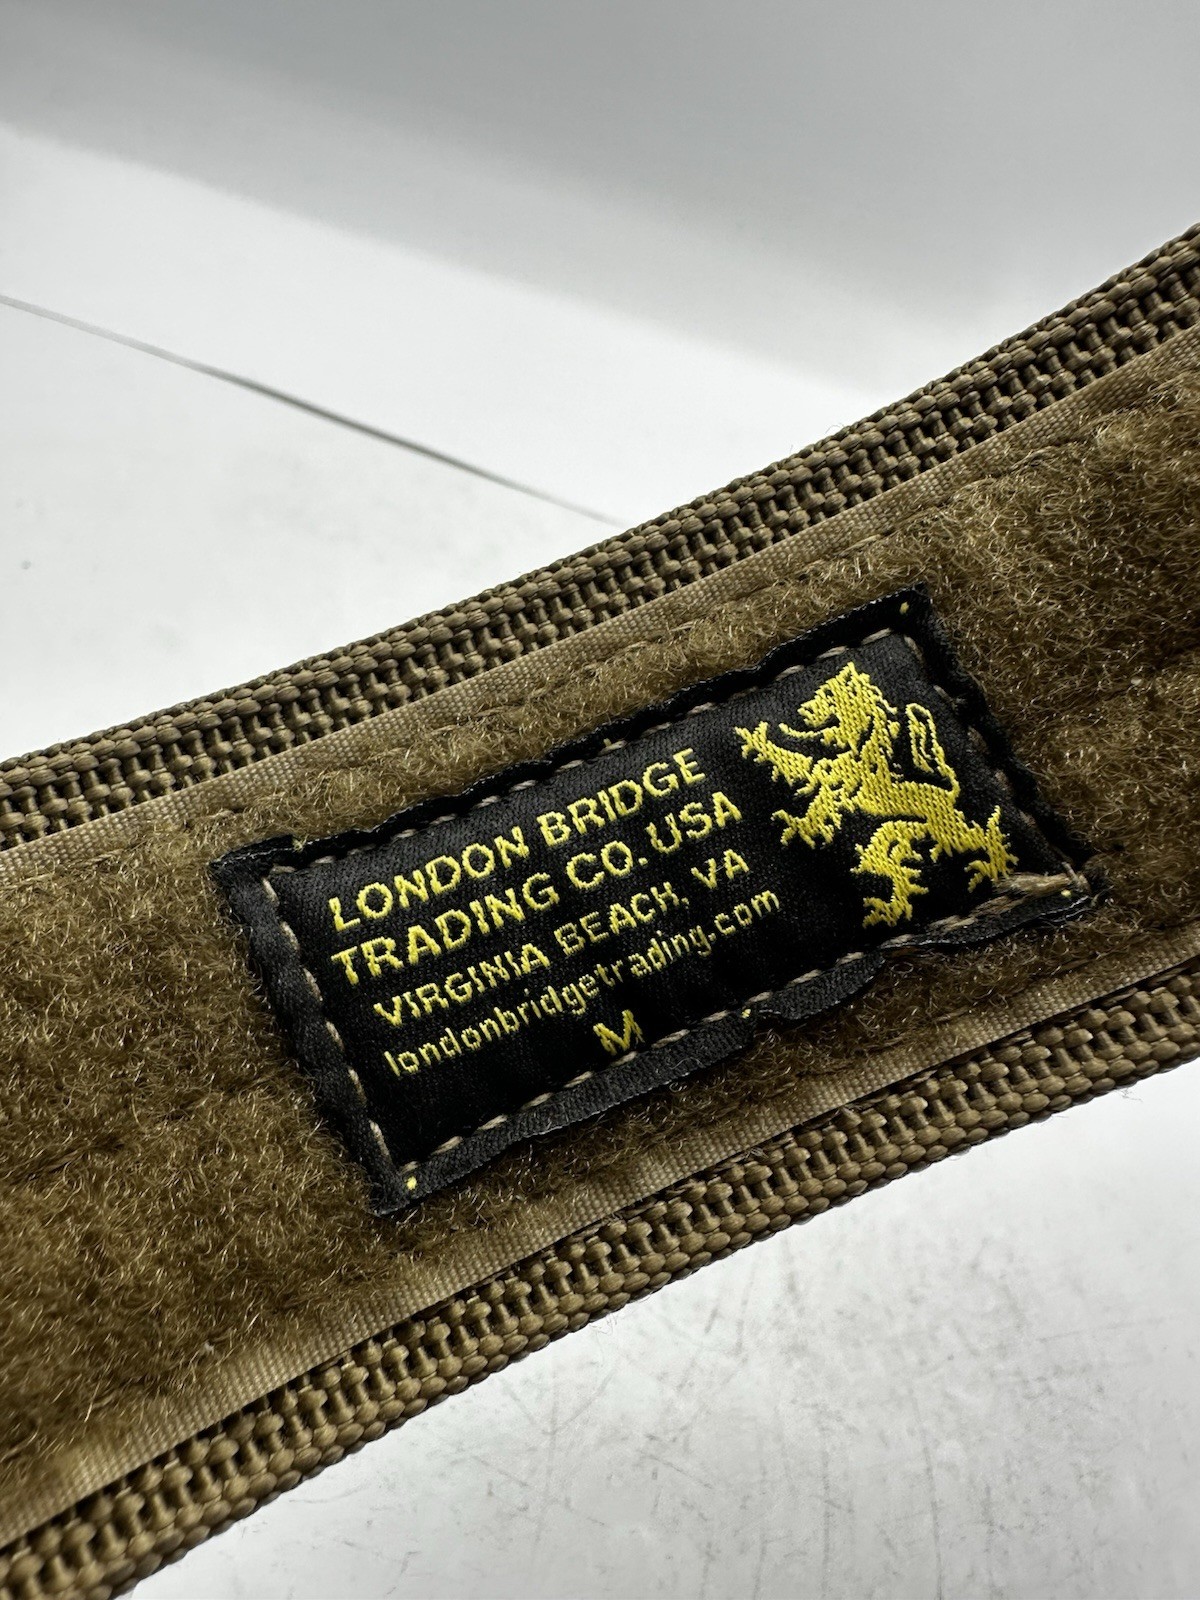 LONDON BRIDGE
TRADING CO. USA
VIRGINIA BEACH, VA
londonbridgetrading.com
M